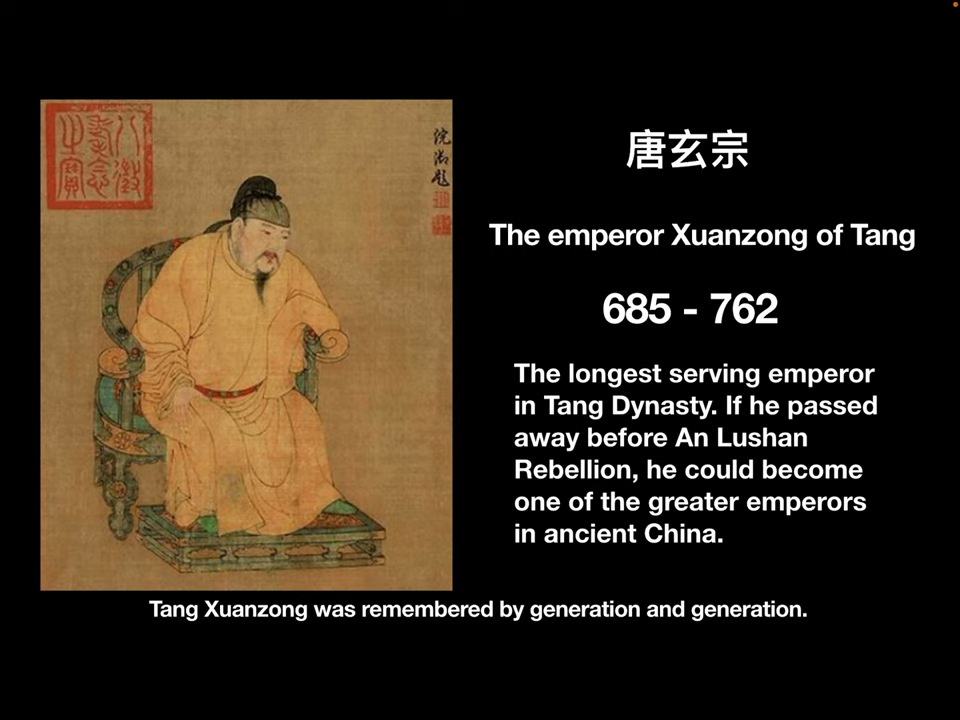 唐玄宗
The emperor Xuanzong of Tang
685 - 762
The longest serving emperor
in Tang Dynasty. If he passed
away before An Lushan
Rebellion, he could become
one of the greater emperors
in ancient China.
Tang Xuanzong was remembered by generation and generation.